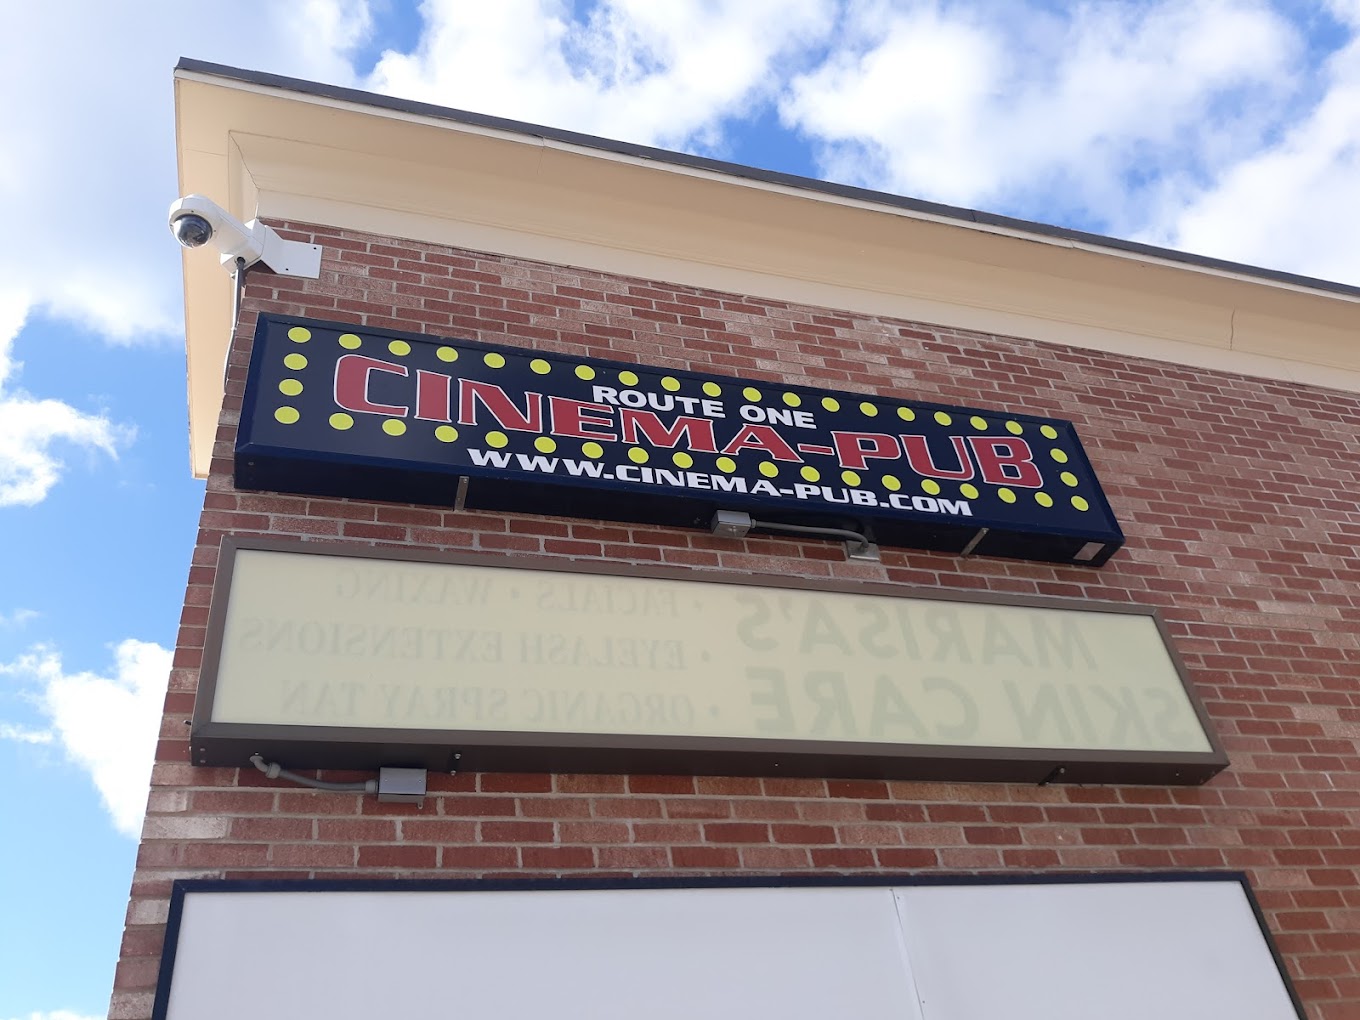 ROUTE ONE
CINEMA-PUB
WWW.CINEMA-PUB.COM
MARISA'S
SKIN CARE
• FACIALS • WAXING
• EYELASH EXTENSIONS
• ORGANIC SPRAY TAN